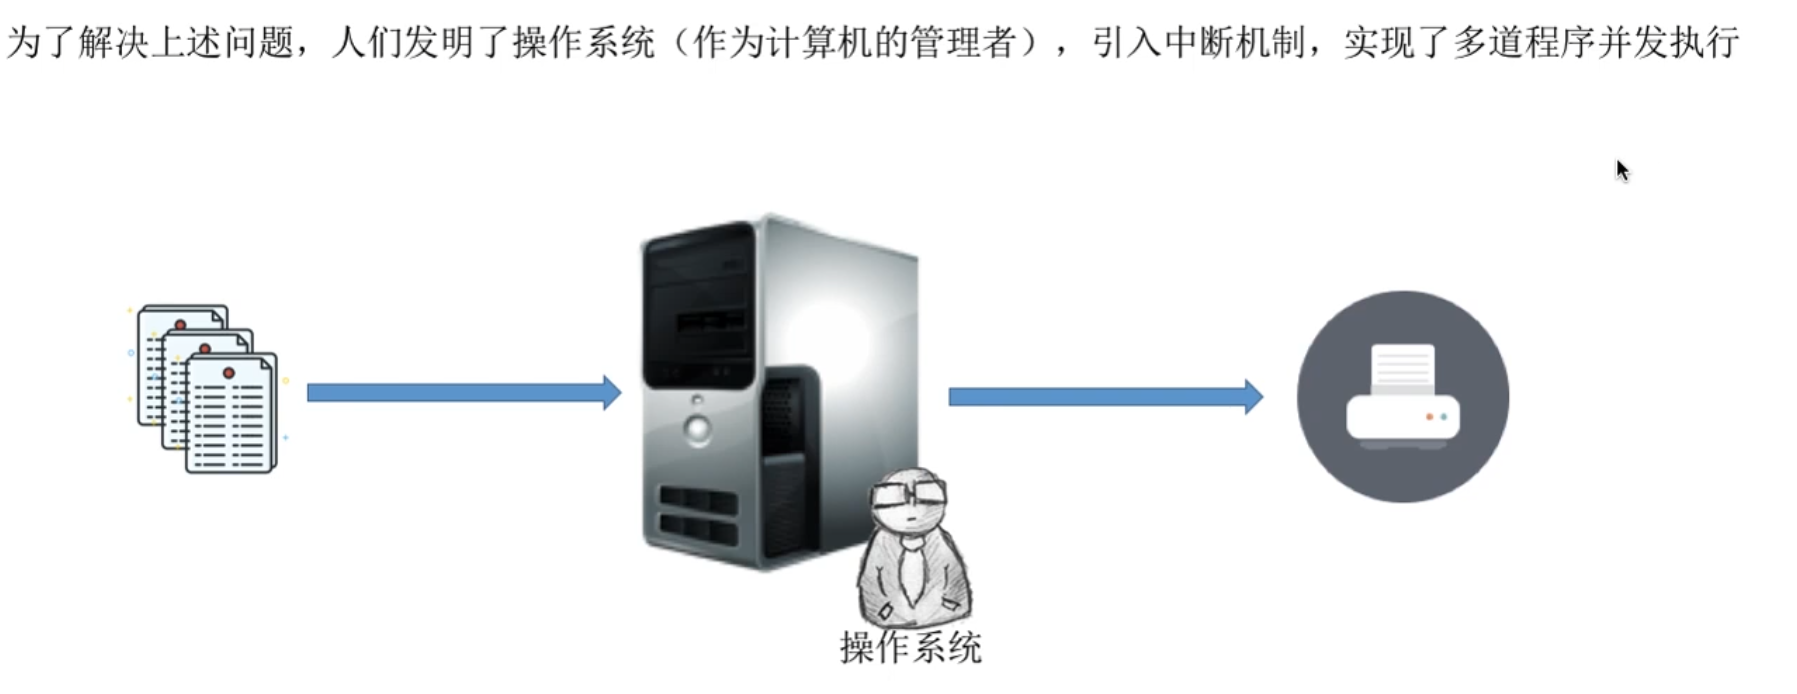 为了解决上述问题，人们发明了操作系统（作为计算机的管理者），引入中断机制，实现了多道程序并发执行
操作系统